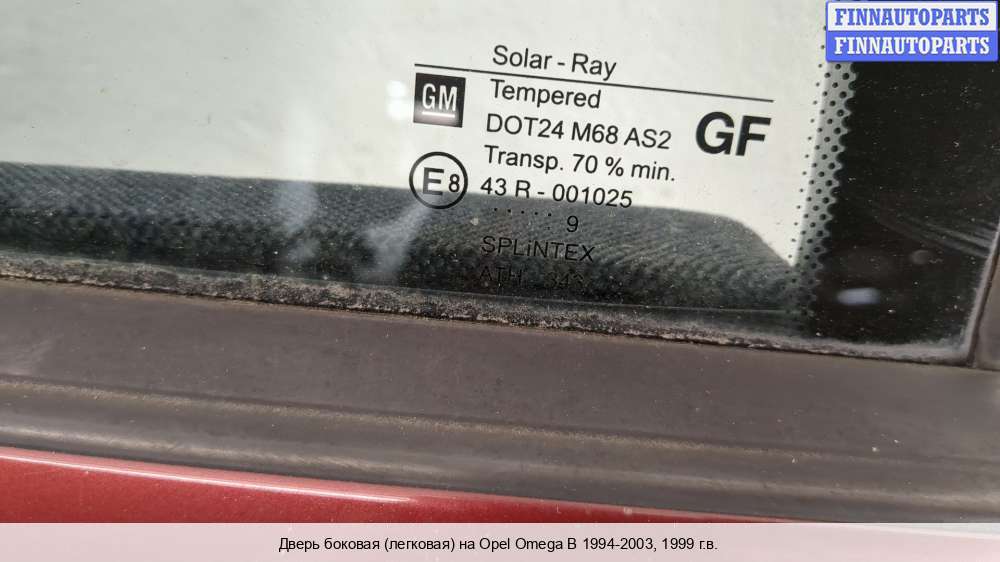 FINNAUTOPARTS
FINNAUTOPARTS
Solar - Ray
GM
Tempered
DOT24 M68 AS2
GF
Transp. 70 % min.
E8
43 R - 001025
..... 9
SPLiNTEX
ATH
Дверь боковая (легковая) на Opel Omega B 1994-2003, 1999 г.в.